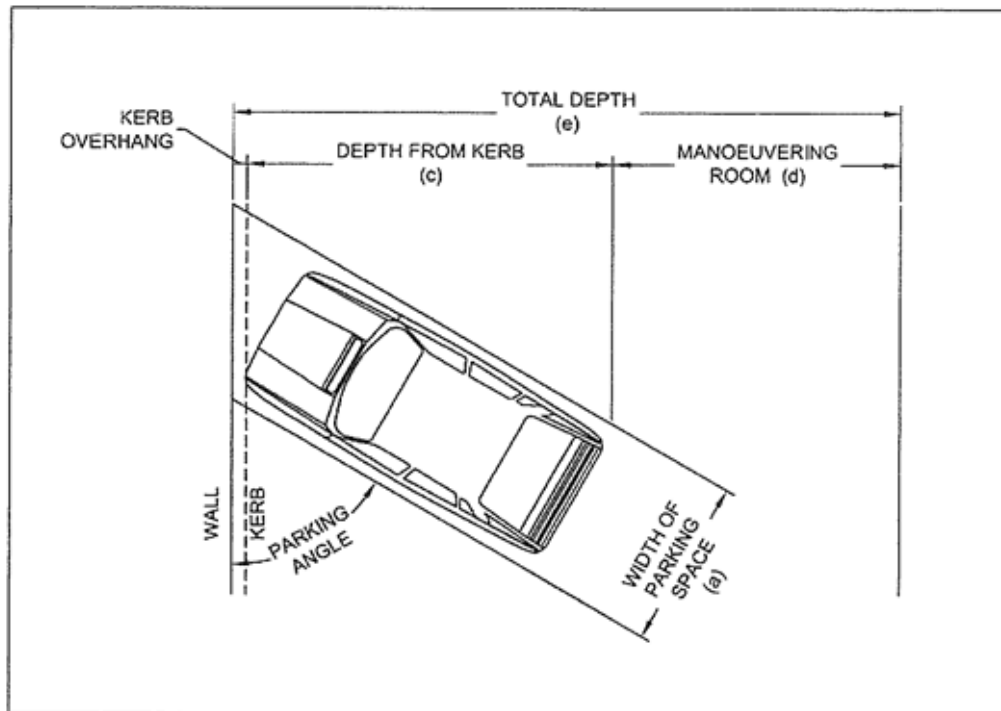 TOTAL DEPTH
(e)
KERB
OVERHANG
DEPTH FROM KERB
(c)
MANOEUVERING
ROOM (d)
WALL
KERB
PARKING
ANGLE
WIDTH OF
PARKING
SPACE
(a)